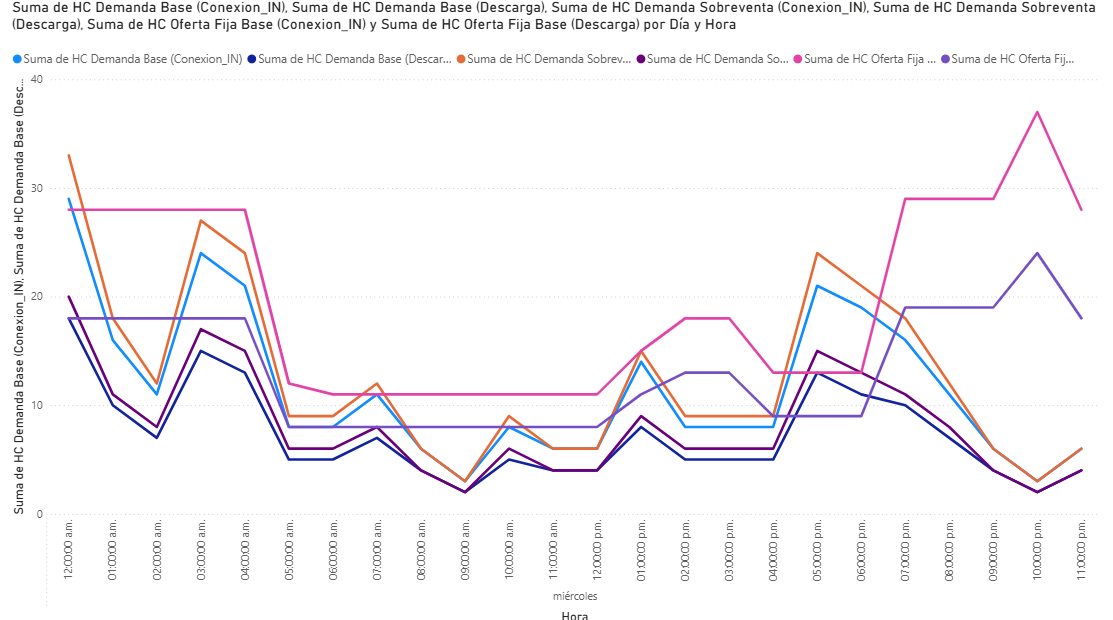 Suma de HC Demanda Base (Conexion_IN), Suma de HC Demanda Base (Descarga), Suma de HC Demanda Sobreventa (Conexion_IN), Suma de HC Demanda Sobreventa
(Descarga), Suma de HC Oferta Fija Base (Conexion_IN) y Suma de HC Oferta Fija Base (Descarga) por Día y Hora
Suma de HC Demanda Base (Conexion_IN) Suma de HC Demanda Base (Descar... Suma de HC Demanda Sobrev... Suma de HC Demanda So... Suma de HC Oferta Fija ... Suma de HC Oferta Fij...
Suma de HC Demanda Base (Conexion_IN), Suma de HC Demanda Base (Desc...
40
30
20
10
0
12:00:00 a.m.
01:00:00 a.m.
02:00:00 a.m.
03:00:00 a.m.
04:00:00 a.m.
05:00:00 a.m.
06:00:00 a.m.
07:00:00 a.m.
08:00:00 a.m.
09:00:00 a.m.
10:00:00 a.m.
11:00:00 a.m.
12:00:00 p.m.
01:00:00 p.m.
02:00:00 p.m.
03:00:00 p.m.
04:00:00 p.m.
05:00:00 p.m.
06:00:00 p.m.
07:00:00 p.m.
08:00:00 p.m.
09:00:00 p.m.
10:00:00 p.m.
11:00:00 p.m.
miércoles
Hora